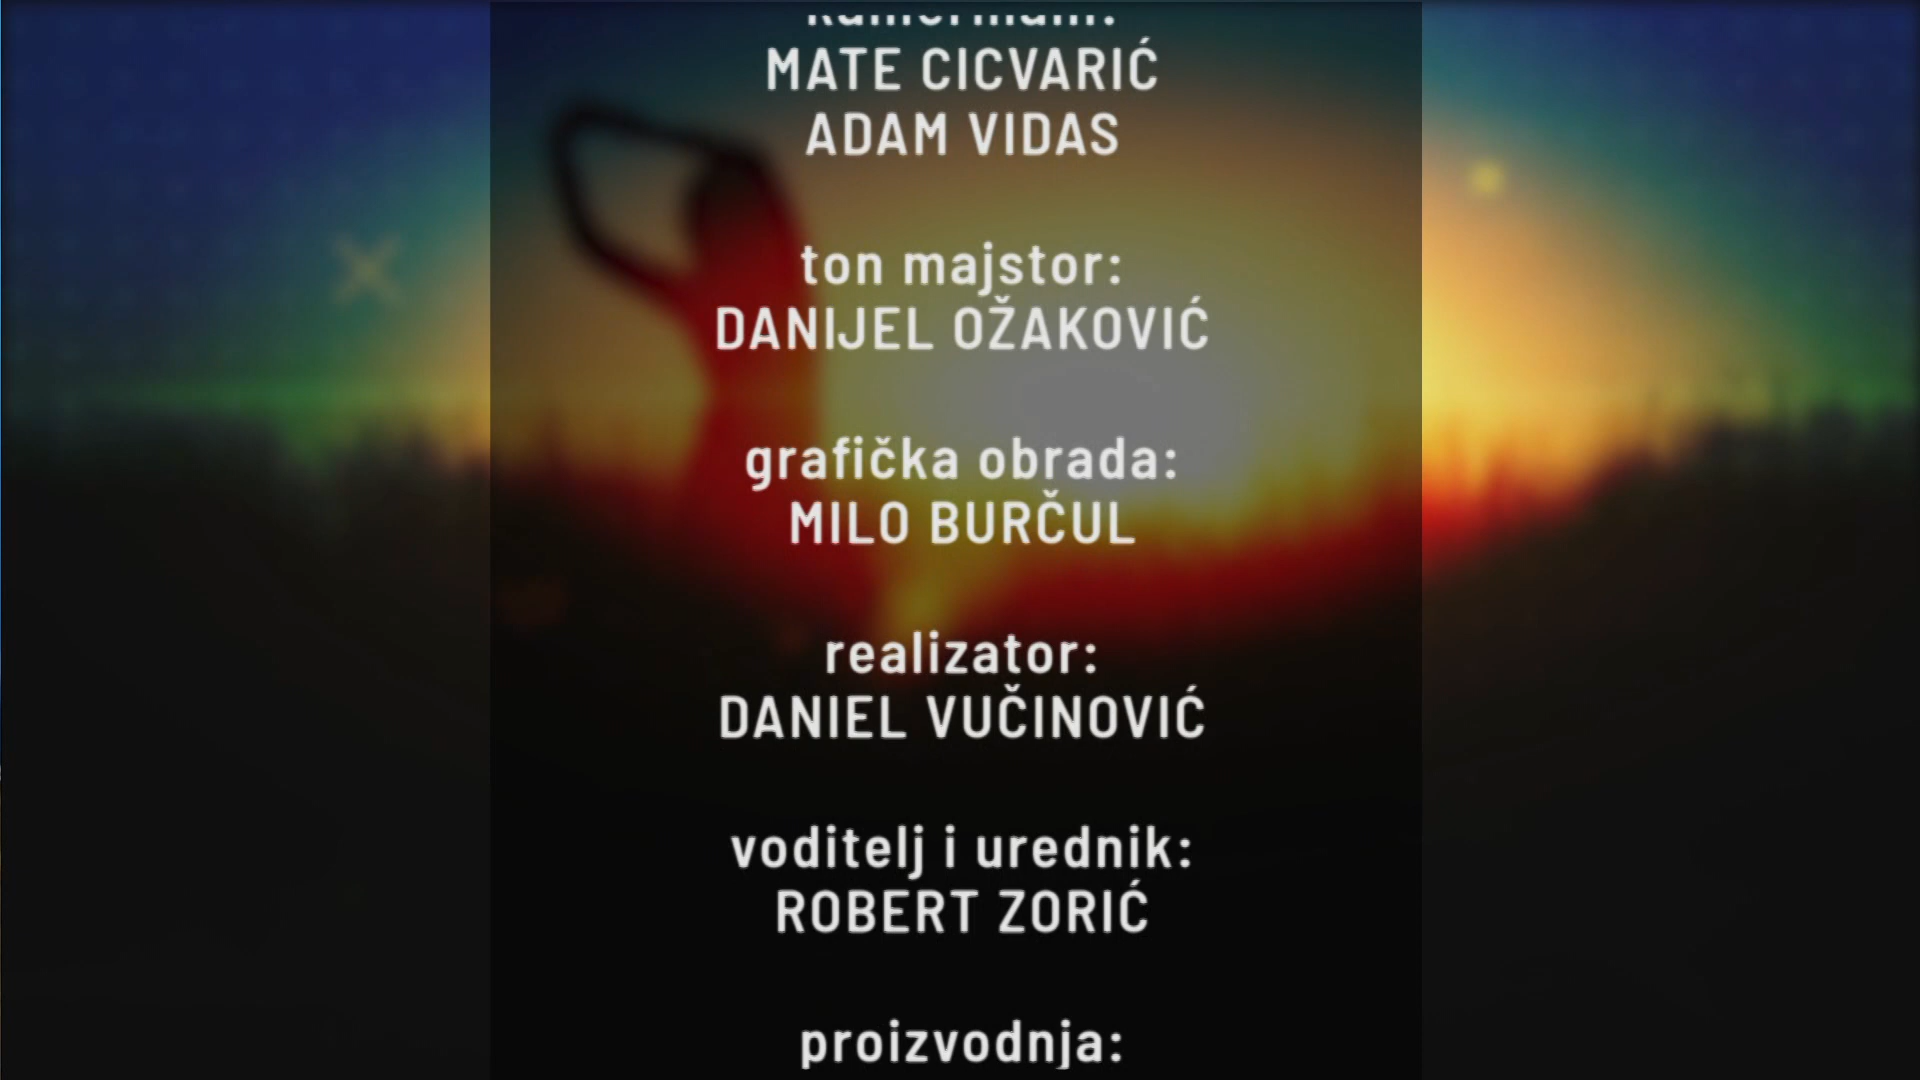 MATE CICVARIĆ
ADAM VIDAS
ton majstor:
DANIJEL OŽAKOVIĆ
grafička obrada:
MILO BURČUL
realizator:
DANIEL VUČINOVIĆ
voditelj i urednik:
ROBERT ZORIĆ
proizvodnja: